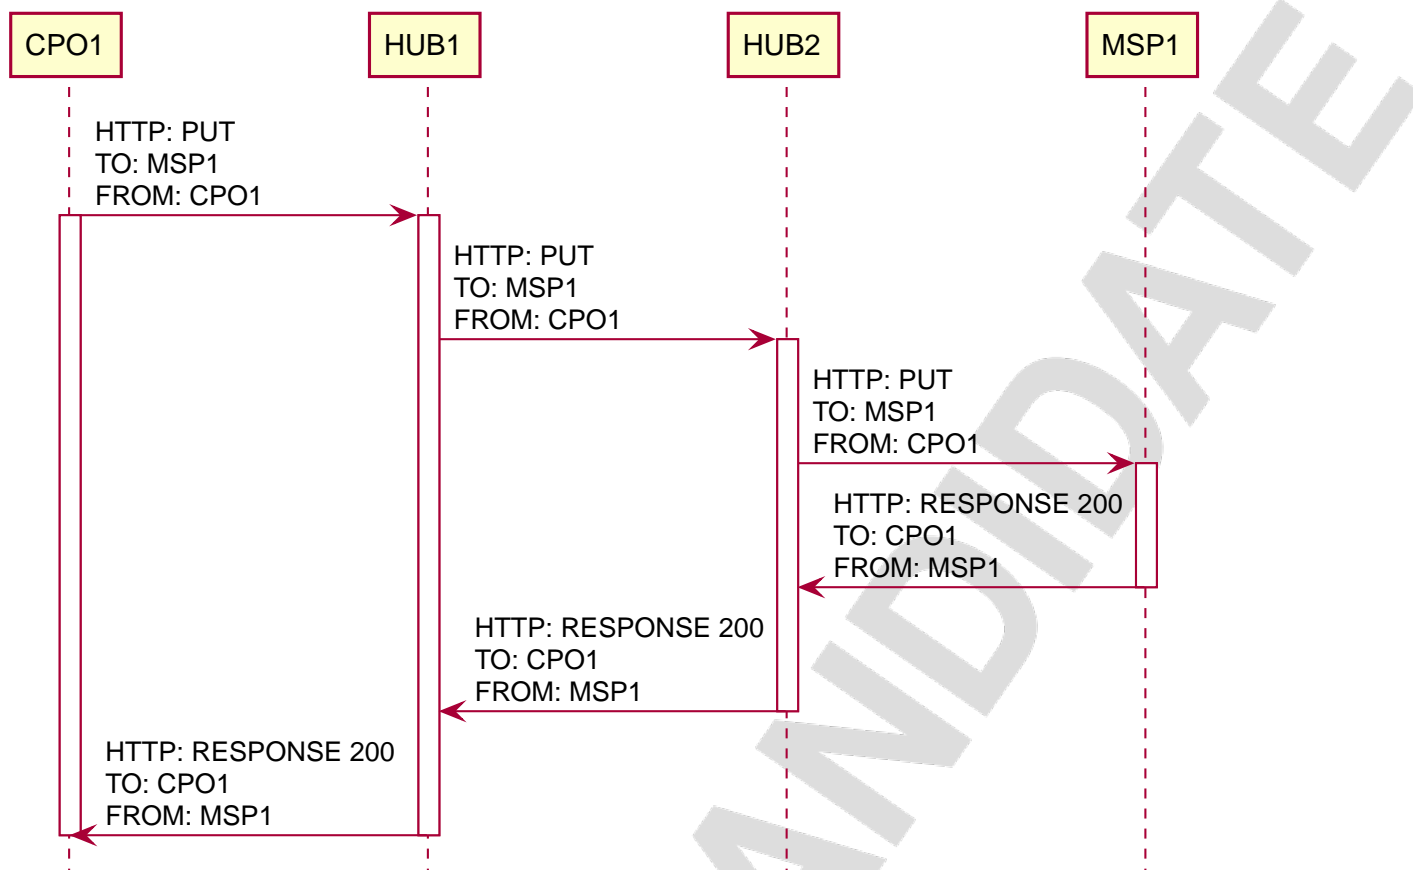 CPO1
HUB1
HUB2
MSP1
HTTP: PUT
TO: MSP1
FROM: CPO1
HTTP: PUT
TO: MSP1
FROM: CPO1
HTTP: PUT
TO: MSP1
FROM: CPO1
HTTP: RESPONSE 200
TO: CPO1
FROM: MSP1
HTTP: RESPONSE 200
TO: CPO1
FROM: MSP1
HTTP: RESPONSE 200
TO: CPO1
FROM: MSP1
ANDIDATE